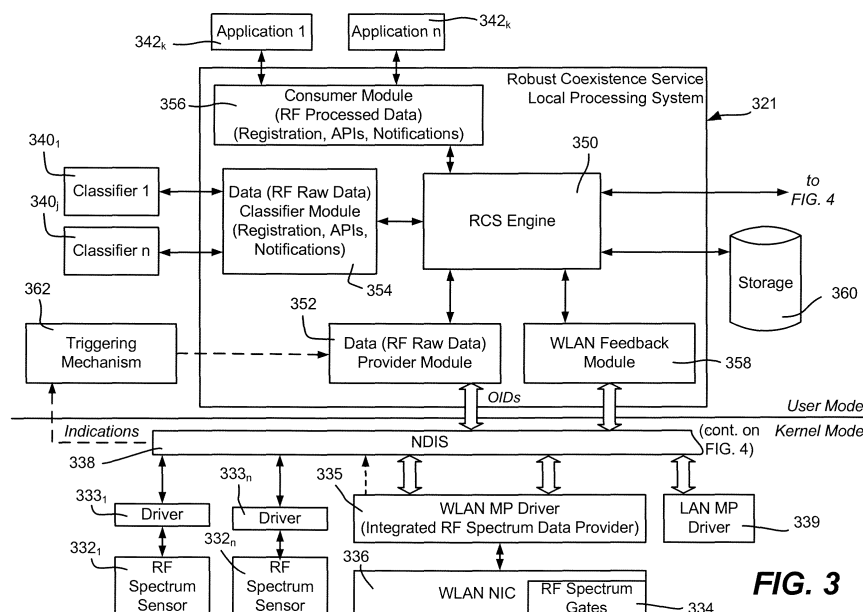 342k
Application 1
Application n
342k
Robust Coexistence Service
Local Processing System
321
356
Consumer Module
(RF Processed Data)
(Registration, APIs, Notifications)
3401
Classifier 1
340j
Classifier n
Data (RF Raw Data)
Classifier Module
(Registration, APIs,
Notifications)
354
350
RCS Engine
to
FIG. 4
Storage
360
362
Triggering
Mechanism
352
Data (RF Raw Data)
Provider Module
WLAN Feedback
Module
358
OIDs
User Mode
Kernel Mode
Indications
338
NDIS
(cont. on
FIG. 4)
3331
Driver
333n
Driver
335
WLAN MP Driver
(Integrated RF Spectrum Data Provider)
LAN MP
Driver
339
3321
RF
Spectrum
Sensor
332n
RF
Spectrum
Sensor
336
WLAN NIC
RF Spectrum
Gates
334
FIG. 3